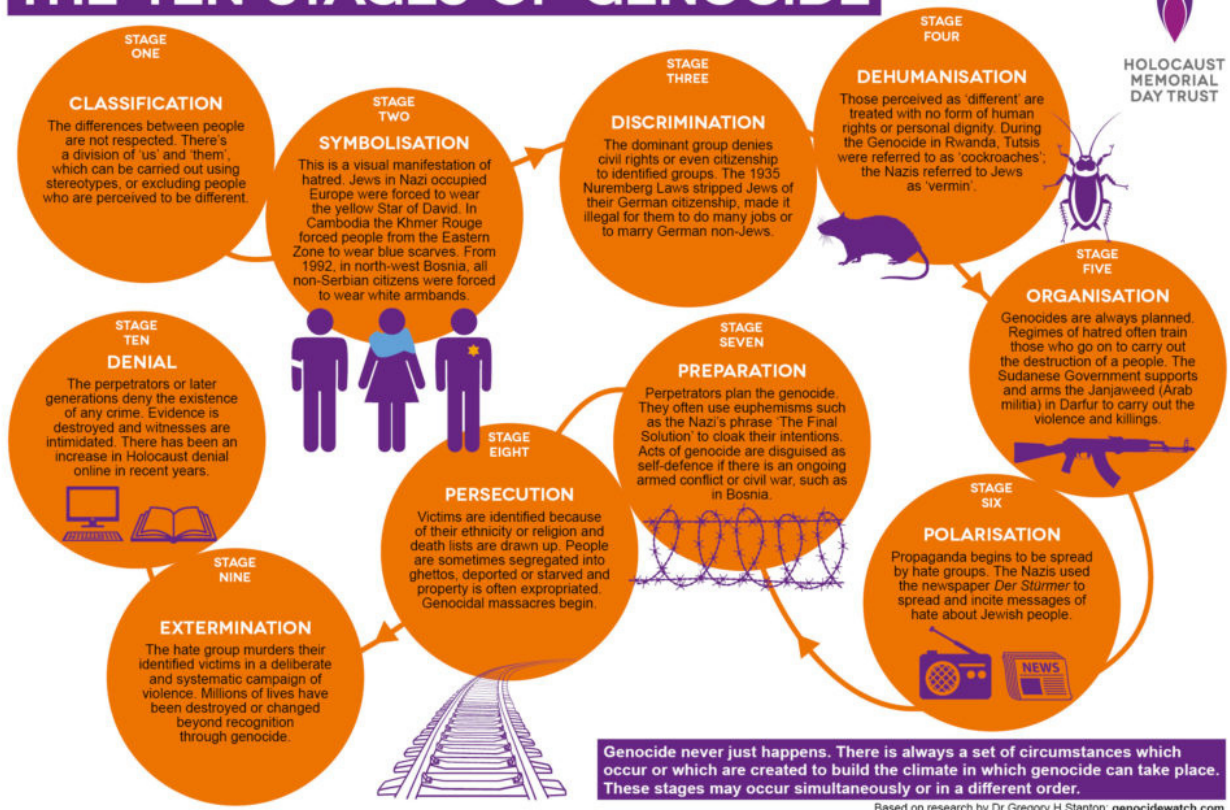 THE TEN STAGES OF GENOCIDE
HOLOCAUST
MEMORIAL
DAY TRUST
STAGE
ONE
CLASSIFICATION
The differences between people
are not respected. There's
a division of 'us' and 'them',
which can be carried out using
stereotypes, or excluding people
who are perceived to be different.
STAGE
TWO
SYMBOLISATION
This is a visual manifestation of
hatred. Jews in Nazi occupied
Europe were forced to wear
the yellow Star of David. In
Cambodia the Khmer Rouge
forced people from the Eastern
Zone to wear blue scarves. From
1992, in north-west Bosnia, all
non-Serbian citizens were forced
to wear white armbands.
STAGE
THREE
DISCRIMINATION
The dominant group denies
civil rights or even citizenship
to identified groups. The 1935
Nuremberg Laws stripped Jews of
their German citizenship, made it
illegal for them to do many jobs or
to marry German non-Jews.
STAGE
FOUR
DEHUMANISATION
Those perceived as 'different' are
treated with no form of human
rights or personal dignity. During
the Genocide in Rwanda, Tutsis
were referred to as 'cockroaches';
the Nazis referred to Jews
as 'vermin'.
STAGE
FIVE
ORGANISATION
Genocides are always planned.
Regimes of hatred often train
those who go on to carry out
the destruction of a people. The
Sudanese Government supports
and arms the Janjaweed (Arab
militia) in Darfur to carry out the
violence and killings.
STAGE
SIX
POLARISATION
Propaganda begins to be spread
by hate groups. The Nazis used
the newspaper Der Stürmer to
spread and incite messages of
hate about Jewish people.
NEWS
STAGE
SEVEN
PREPARATION
Perpetrators plan the genocide.
They often use euphemisms such
as the Nazi's phrase 'The Final
Solution' to cloak their intentions.
Acts of genocide are disguised as
self-defence if there is an ongoing
armed conflict or civil war, such as
in Bosnia.
STAGE
EIGHT
PERSECUTION
Victims are identified because
of their ethnicity or religion and
death lists are drawn up. People
are sometimes segregated into
ghettos, deported or starved and
property is often expropriated.
Genocidal massacres begin.
STAGE
NINE
EXTERMINATION
The hate group murders their
identified victims in a deliberate
and systematic campaign of
violence. Millions of lives have
been destroyed or changed
beyond recognition
through genocide.
STAGE
TEN
DENIAL
The perpetrators or later
generations deny the existence
of any crime. Evidence is
destroyed and witnesses are
intimidated. There has been an
increase in Holocaust denial
online in recent years.
Genocide never just happens. There is always a set of circumstances which
occur or which are created to build the climate in which genocide can take place.
These stages may occur simultaneously or in a different order.
Based on research by Dr Gregory H Stanton: genocidewatch.com